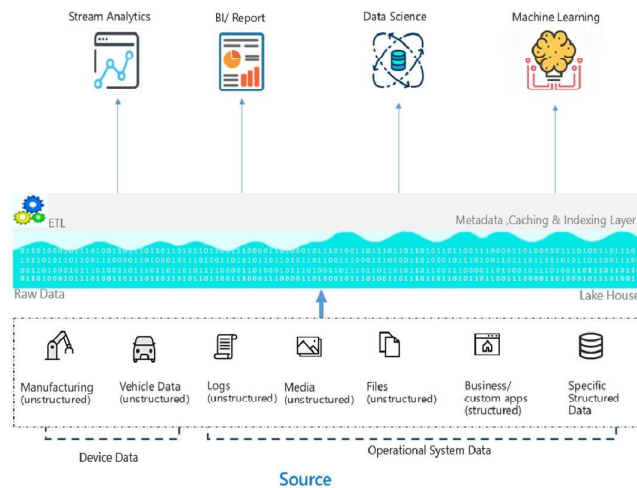 Stream Analytics
BI/ Report
Data Science
Machine Learning
ETL
Metadata ,Caching & Indexing Layer
Raw Data
Lake House
Manufacturing
(unstructured)
Vehicle Data
(unstructured)
Logs
(unstructured)
Media
(unstructured)
Files
(unstructured)
Business/
custom apps
(structured)
Specific
Structured
Data
Device Data
Operational System Data
Source